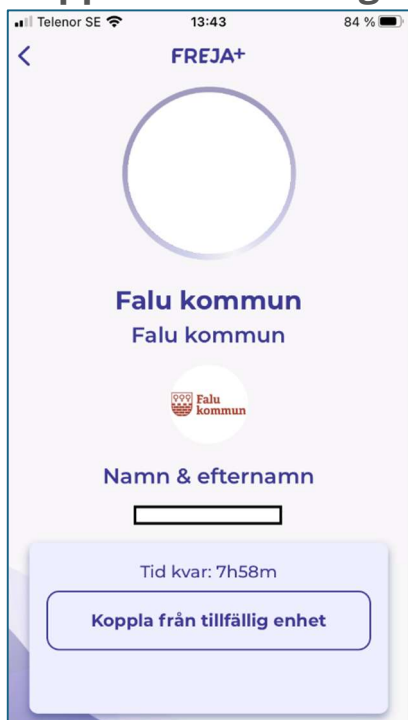 Telenor SE 13:43 84 %
FREJA+
Falu kommun
Falu kommun
Falu
kommun
Namn & efternamn
Tid kvar: 7h58m
Koppla från tillfällig enhet